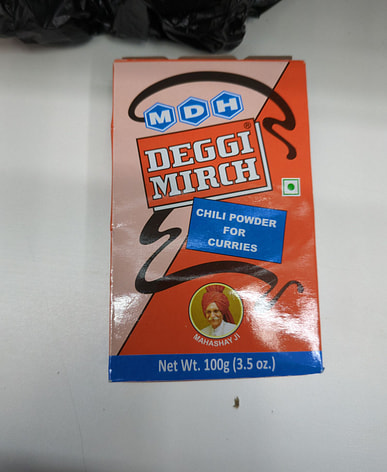 MDH
DEGGI®
MIRCH
CHILI POWDER
FOR
CURRIES
MAHASHAY JI
Net Wt. 100g (3.5 oz.)